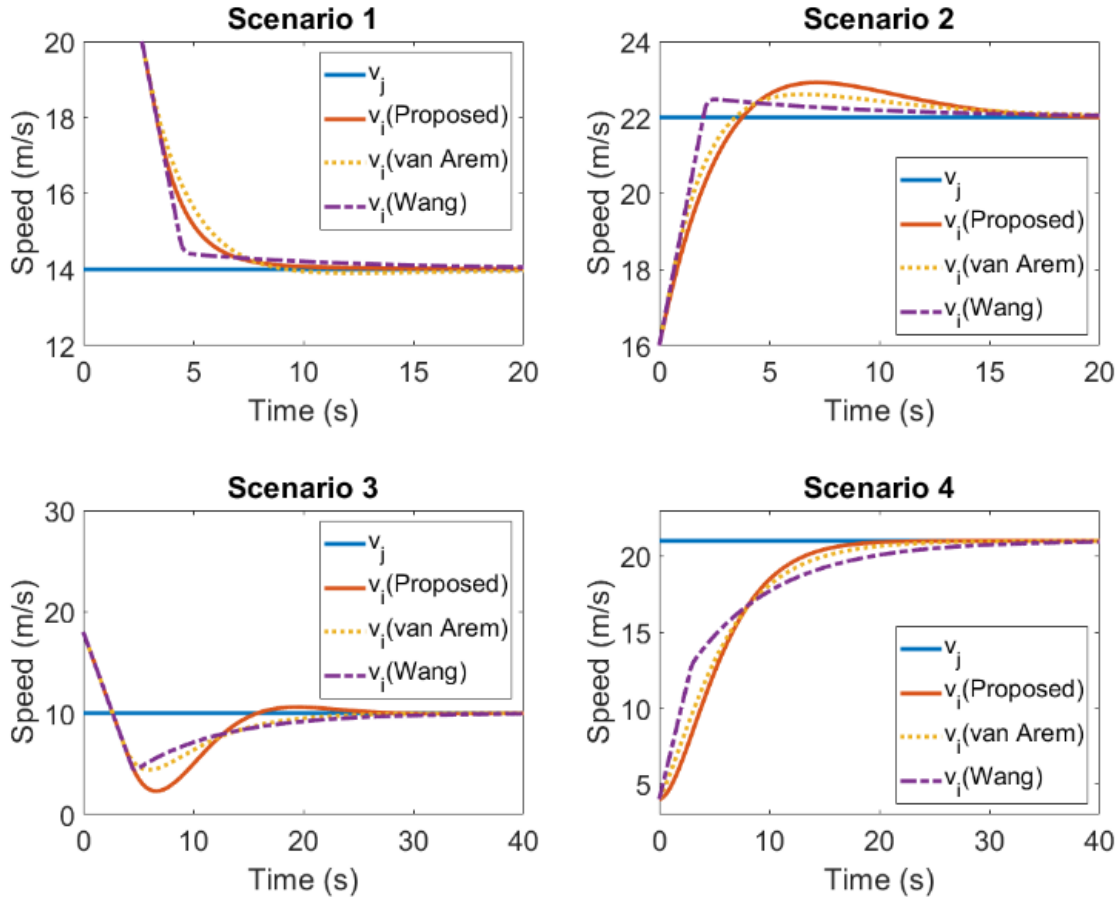 Scenario 1
Speed (m/s)
20
18
16
14
12
0
5
10
15
20
Time (s)
v_j
v_i(Proposed)
v_i(van Arem)
v_i(Wang)
Scenario 2
Speed (m/s)
24
22
20
18
16
0
5
10
15
20
Time (s)
v_j
v_i(Proposed)
v_i(van Arem)
v_i(Wang)
Scenario 3
Speed (m/s)
30
20
10
0
0
10
20
30
40
Time (s)
v_j
v_i(Proposed)
v_i(van Arem)
v_i(Wang)
Scenario 4
Speed (m/s)
20
15
10
5
0
10
20
30
40
Time (s)
v_j
v_i(Proposed)
v_i(van Arem)
v_i(Wang)